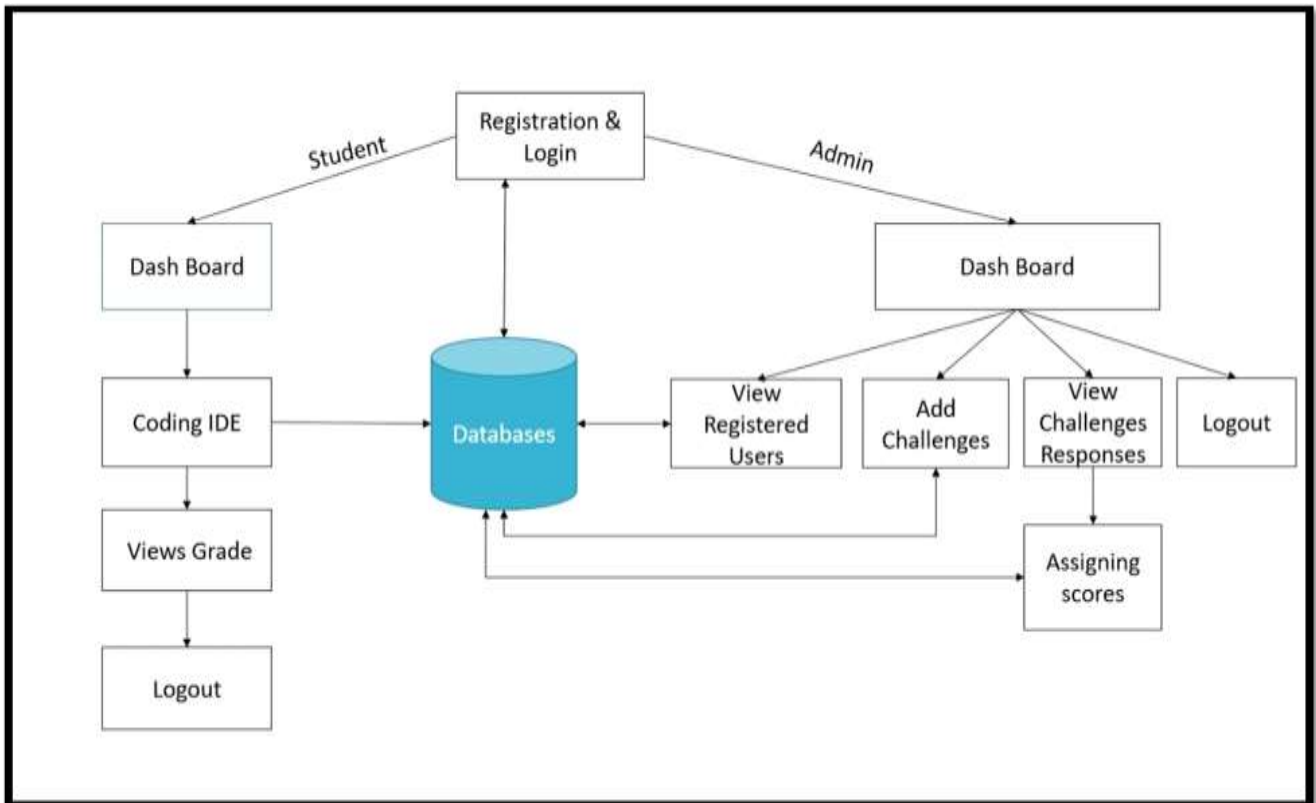 Registration &
Login
Student
Admin
Dash Board
Dash Board
Coding IDE
Databases
View
Registered
Users
Add
Challenges
View
Challenges
Responses
Logout
Views Grade
Assigning
scores
Logout